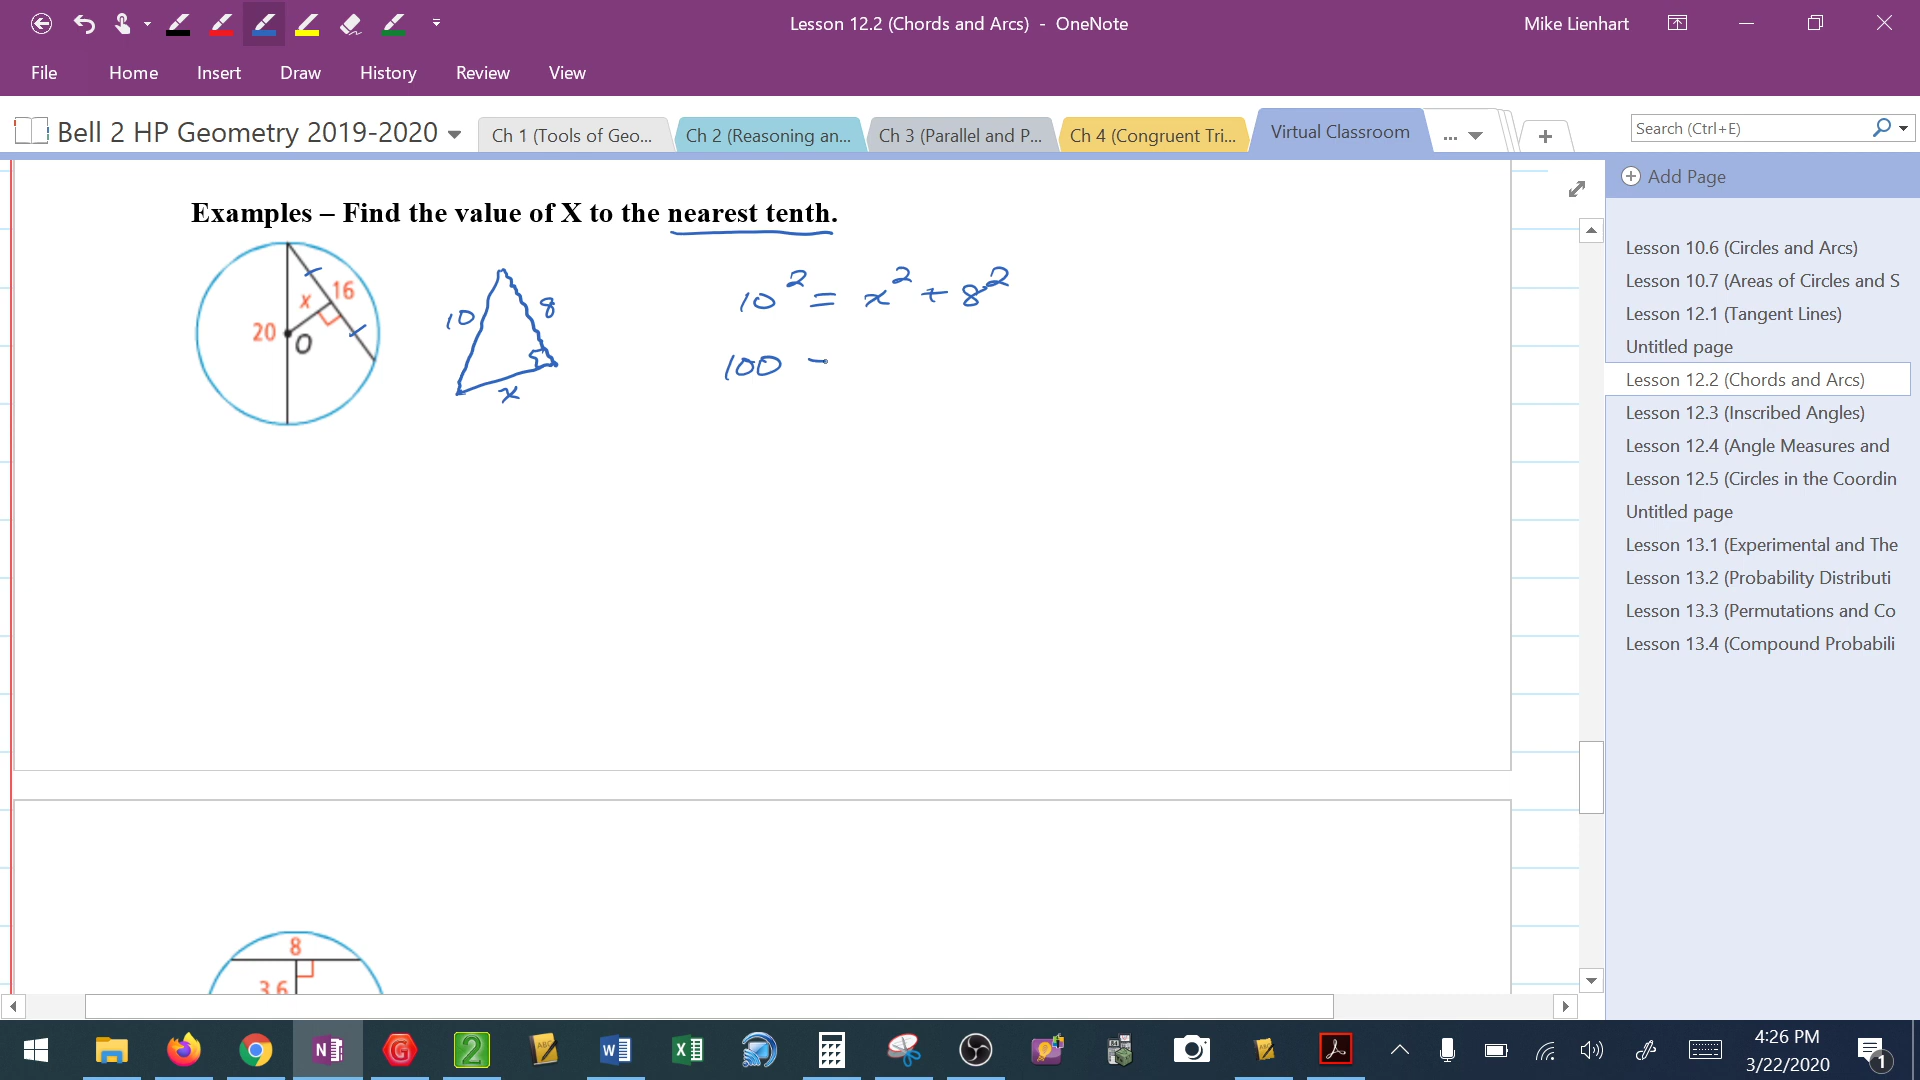 Lesson 12.2 (Chords and Arcs) - OneNote
Mike Lienhart
File Home Insert Draw History Review View
Bell 2 HP Geometry 2019-2020
Ch 1 (Tools of Geo...
Ch 2 (Reasoning an...
Ch 3 (Parallel and P...
Ch 4 (Congruent Tri...
Virtual Classroom
...
Search (Ctrl+E)
Add Page
Examples – Find the value of X to the nearest tenth.
x 16
20 O
10 8
x
10² = x² + 8²
100 =
8
3.6
Lesson 10.6 (Circles and Arcs)
Lesson 10.7 (Areas of Circles and S
Lesson 12.1 (Tangent Lines)
Untitled page
Lesson 12.2 (Chords and Arcs)
Lesson 12.3 (Inscribed Angles)
Lesson 12.4 (Angle Measures and
Lesson 12.5 (Circles in the Coordin
Untitled page
Lesson 13.1 (Experimental and The
Lesson 13.2 (Probability Distributi
Lesson 13.3 (Permutations and Co
Lesson 13.4 (Compound Probabili
4:26 PM
3/22/2020
1